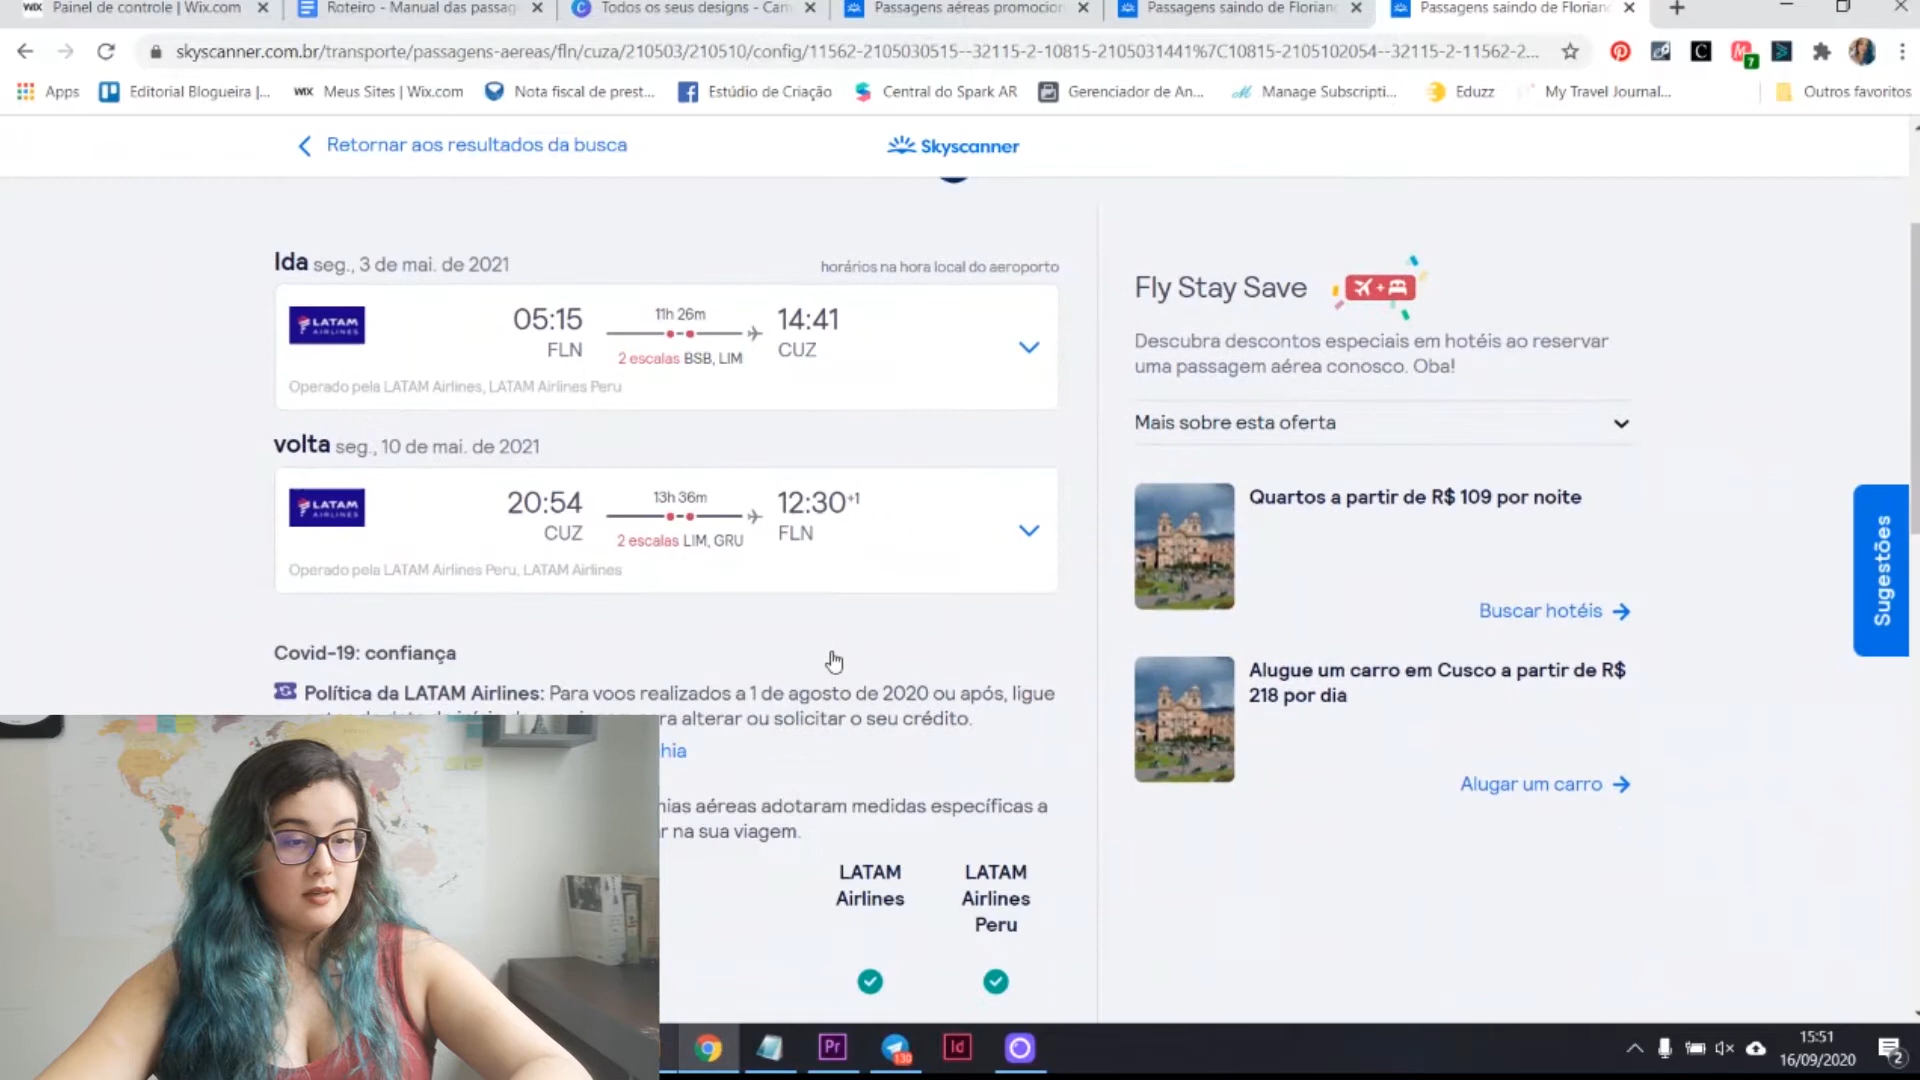 WIX Painel de controle | Wix.com
Roteiro - Manual das passag
Todos os seus designs - Can
Passagens aéreas promocion
Passagens saindo de Florian
Passagens saindo de Florian
skyscanner.com.br/transporte/passagens-aereas/fln/cuza/210503/210510/config/11562-2105030515--32115-2-10815-2105031441%7C10815-2105102054--32115-2-11562-2...
7
Apps
Editorial Blogueira |...
WIX Meus Sites | Wix.com
Nota fiscal de prest...
Estúdio de Criação
Central do Spark AR
Gerenciador de An...
Manage Subscripti...
Eduzz
My Travel Journal...
Outros favoritos
Retornar aos resultados da busca
Skyscanner
Ida seg., 3 de mai. de 2021
horários na hora local do aeroporto
LATAM AIRLINES
05:15
FLN
11h 26m
2 escalas BSB, LIM
14:41
CUZ
Operado pela LATAM Airlines, LATAM Airlines Peru
volta seg., 10 de mai. de 2021
LATAM AIRLINES
20:54
CUZ
13h 36m
2 escalas LIM, GRU
12:30+1
FLN
Operado pela LATAM Airlines Peru, LATAM Airlines
Covid-19: confiança
Política da LATAM Airlines: Para voos realizados a 1 de agosto de 2020 ou após, ligue
ra alterar ou solicitar o seu crédito.
hia
nias aéreas adotaram medidas específicas a
r na sua viagem.
LATAM
Airlines
LATAM
Airlines
Peru
Fly Stay Save
Descubra descontos especiais em hotéis ao reservar
uma passagem aérea conosco. Oba!
Mais sobre esta oferta
Quartos a partir de R$ 109 por noite
Buscar hotéis
Alugue um carro em Cusco a partir de R$
218 por dia
Alugar um carro
Sugestões
Pr
130
Id
15:51
16/09/2020
2